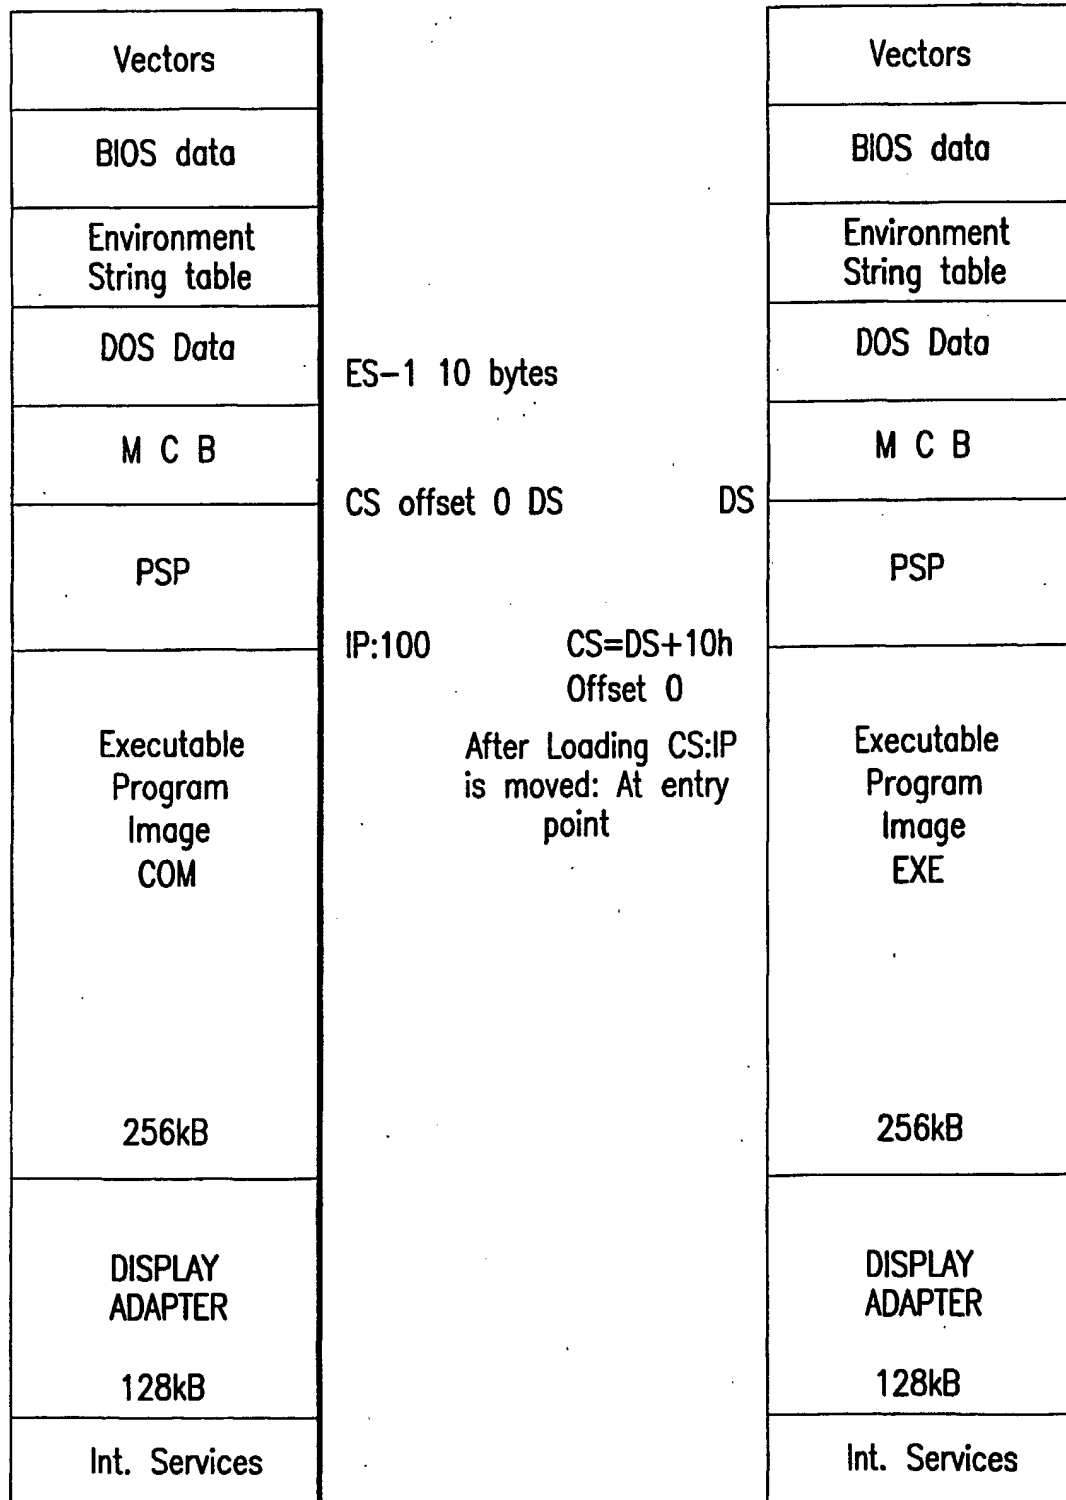 Vectors
BIOS data
Environment
String table
DOS Data
M C B
PSP
Executable
Program
Image
COM
256kB
DISPLAY
ADAPTER
128kB
Int. Services
ES-1 10 bytes
CS offset 0 DS
IP:100
DS
CS=DS+10h
Offset 0
After Loading CS:IP
is moved: At entry
point
Vectors
BIOS data
Environment
String table
DOS Data
M C B
PSP
Executable
Program
Image
EXE
256kB
DISPLAY
ADAPTER
128kB
Int. Services